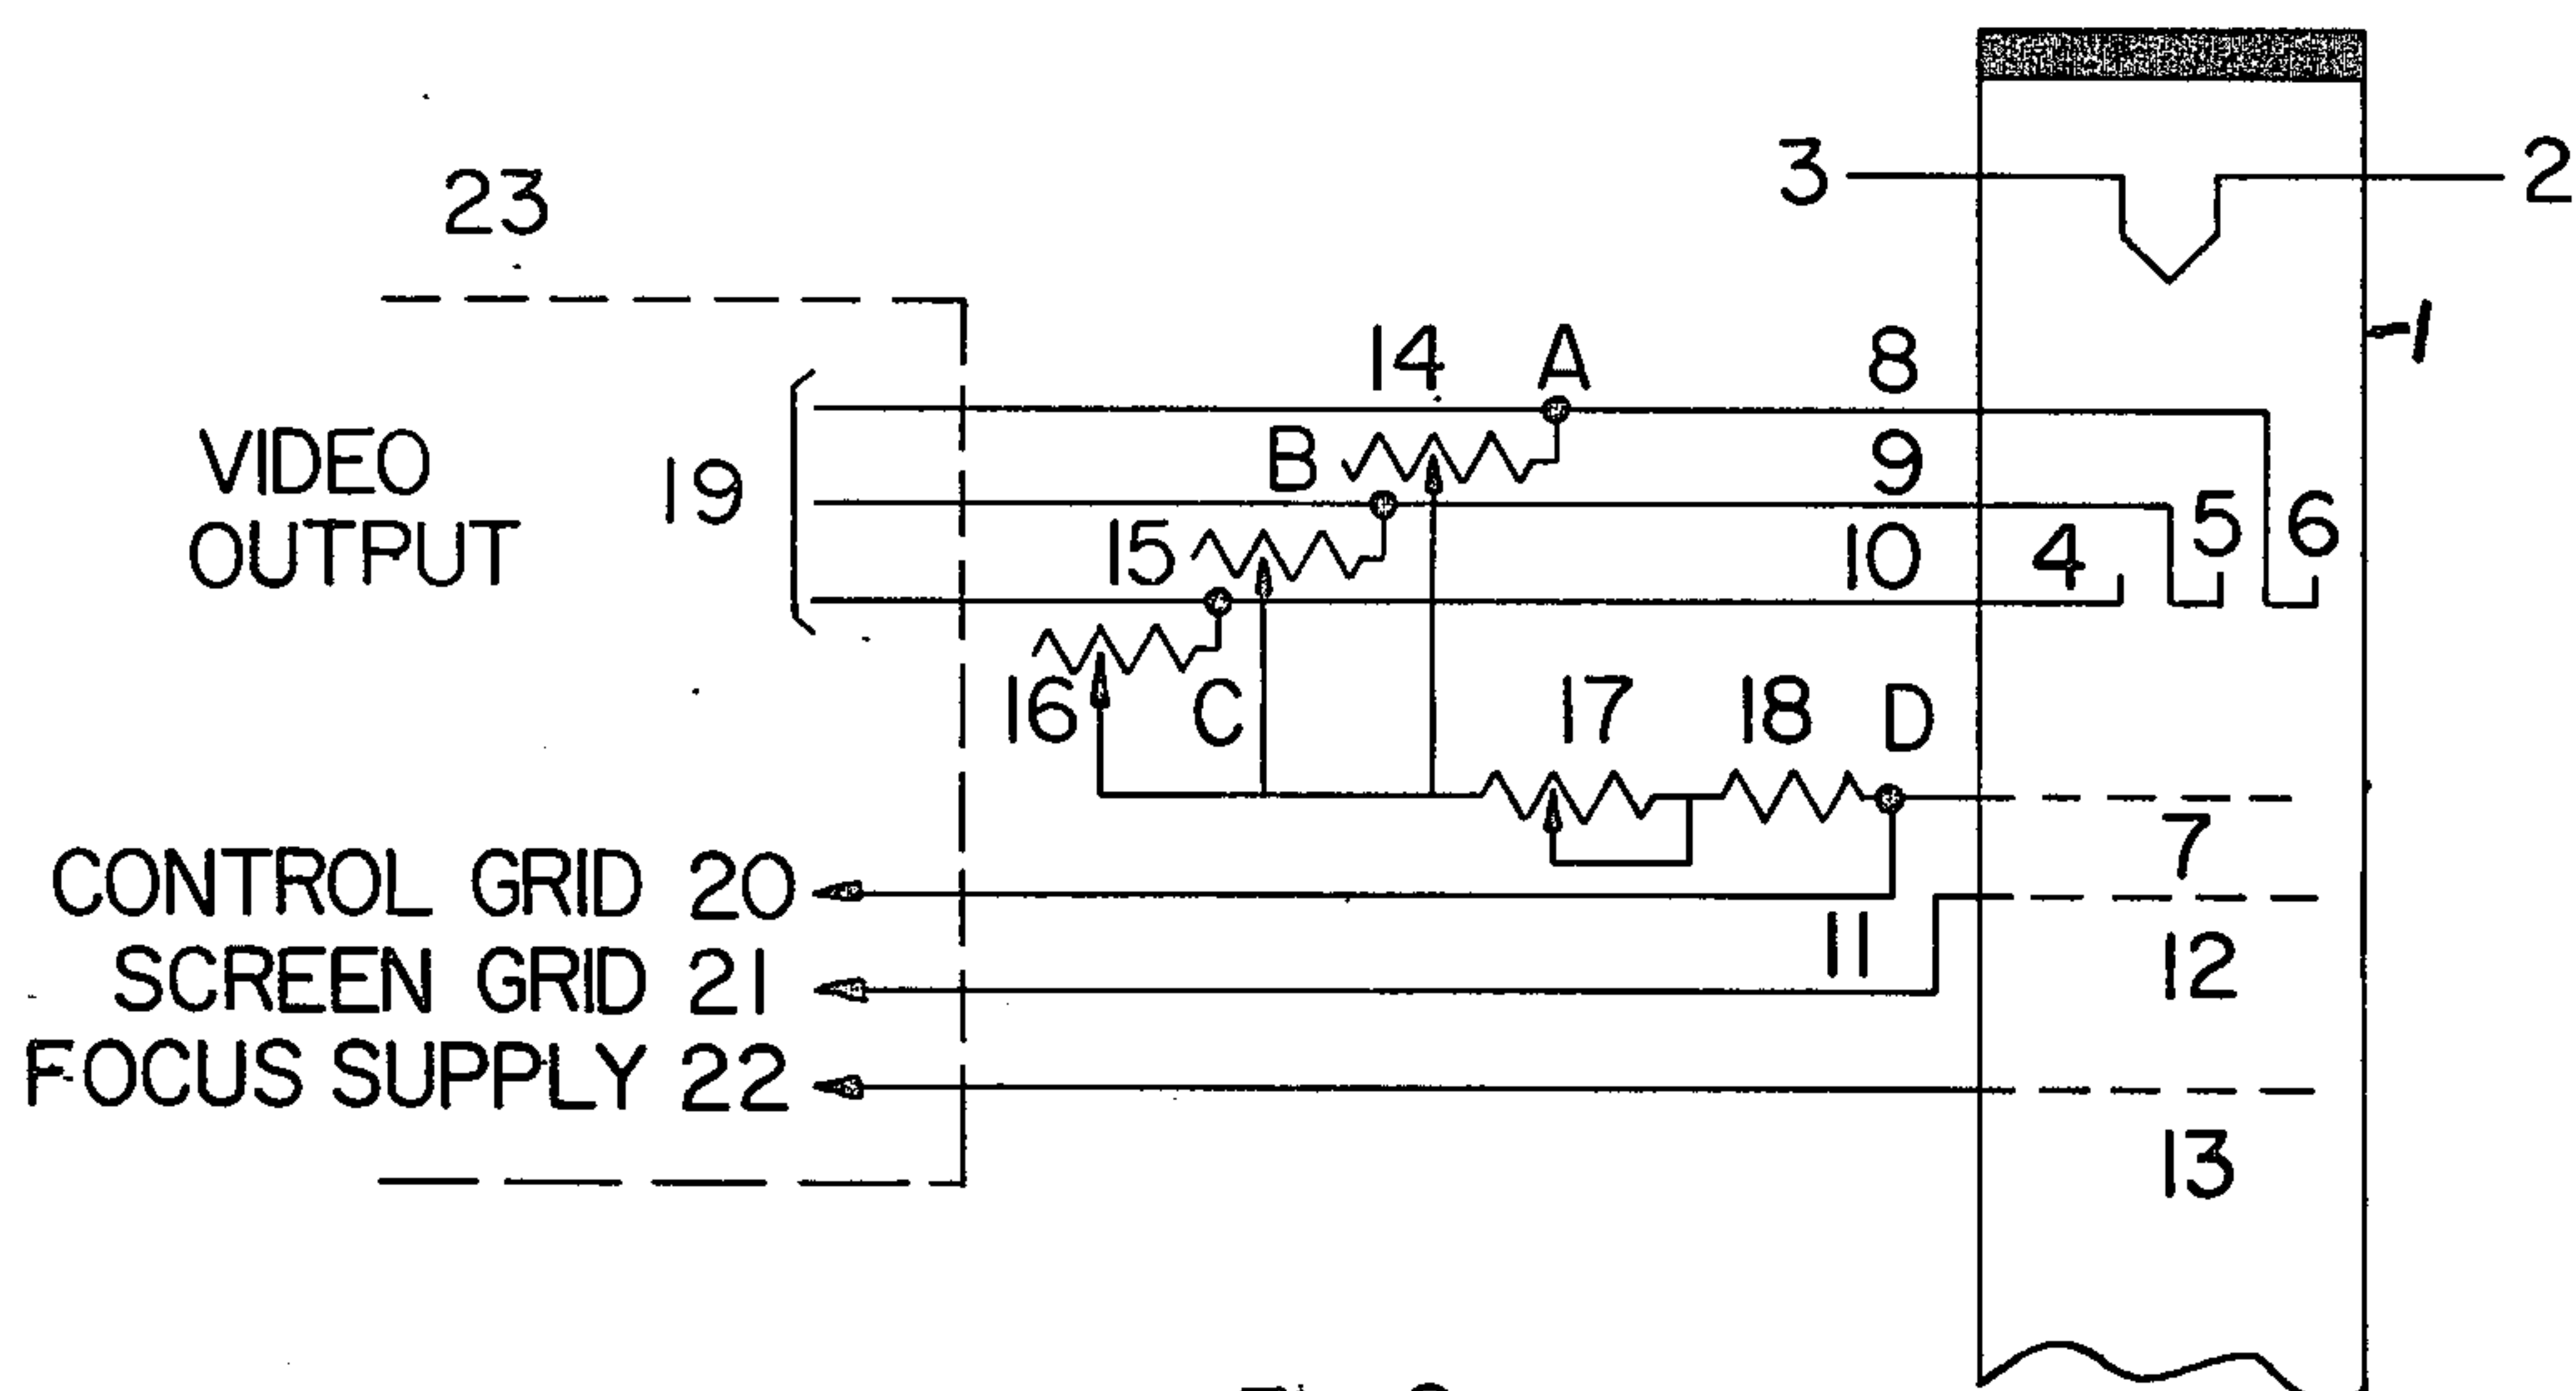 3
2
23
1
14
A
8
B
9
VIDEO
OUTPUT
19
15
10
4
5
6
16
C
17
18
D
7
CONTROL GRID 20
11
SCREEN GRID 21
12
FOCUS SUPPLY 22
13